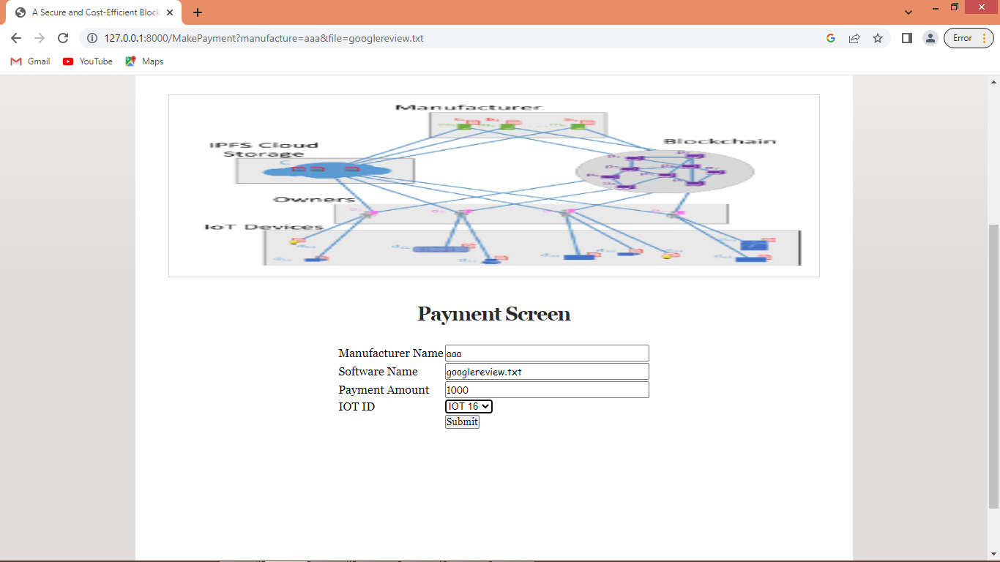 A Secure and Cost-Efficient Block
127.0.0.1:8000/MakePayment?manufacture=aaa&file=googlereview.txt
Error
Gmail YouTube Maps
Manufacturer
IPFS Cloud
Storage
Blockchain
C
Owners
IoT Devices
Payment Screen
Manufacturer Name aaa
Software Name googlereview.txt
Payment Amount 1000
IOT ID IOT 16
Submit